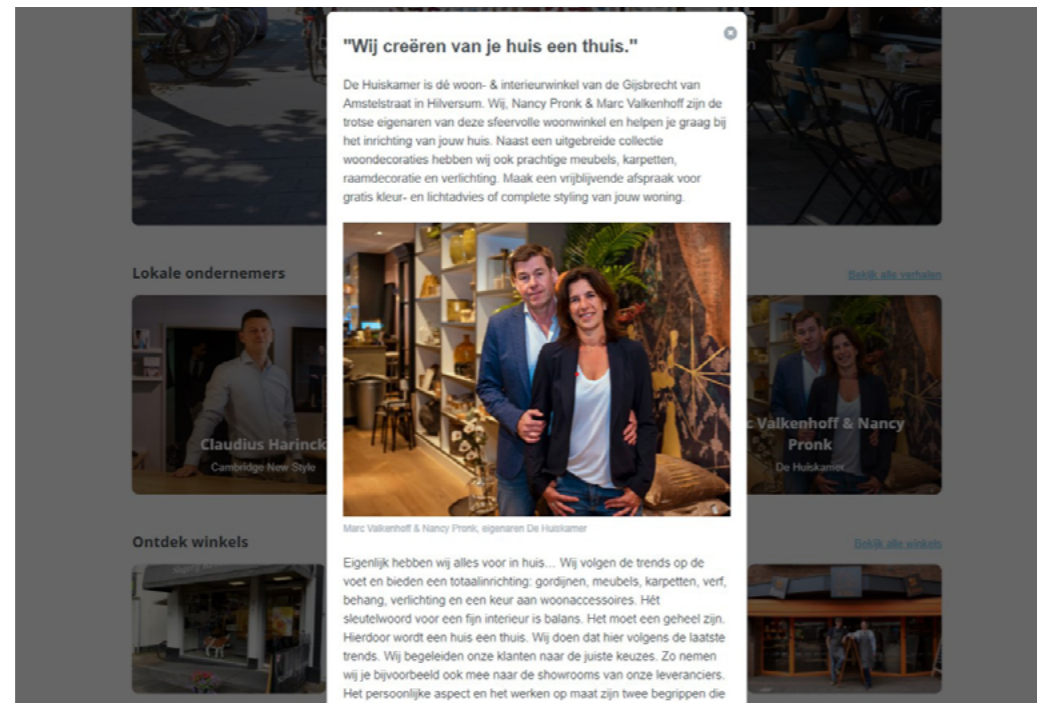 "Wij creëren van je huis een thuis."
De Huiskamer is dé woon- & interieurwinkel van de Gijsbrecht van
Amstelstraat in Hilversum. Wij, Nancy Pronk & Marc Valkenhoff zijn de
trotse eigenaren van deze sfeervolle woonwinkel en helpen je graag bij
het inrichting van jouw huis. Naast een uitgebreide collectie
woondecoraties hebben wij ook prachtige meubels, karpetten,
raamdecoratie en verlichting. Maak een vrijblijvende afspraak voor
gratis kleur- en lichtadvies of complete styling van jouw woning.
Marc Valkenhoff & Nancy Pronk, eigenaren De Huiskamer
Eigenlijk hebben wij alles voor in huis… Wij volgen de trends op de
voet en bieden een totaalinrichting: gordijnen, meubels, karpetten, verf,
behang, verlichting en een keur aan woonaccessoires. Hét
sleutelwoord voor een fijn interieur is balans. Het moet een geheel zijn.
Hierdoor wordt een huis een thuis. Wij doen dat hier volgens de laatste
trends. Wij begeleiden onze klanten naar de juiste keuzes. Zo nemen
wij je bijvoorbeeld ook mee naar de showrooms van onze leveranciers.
Het persoonlijke aspect en het werken op maat zijn twee begrippen die
Lokale ondernemers
Bekijk alle verhalen
Claudius Harinck
Cambridge New Style
c Valkenhoff & Nancy
Pronk
De Huiskamer
Ontdek winkels
Bekijk alle winkels